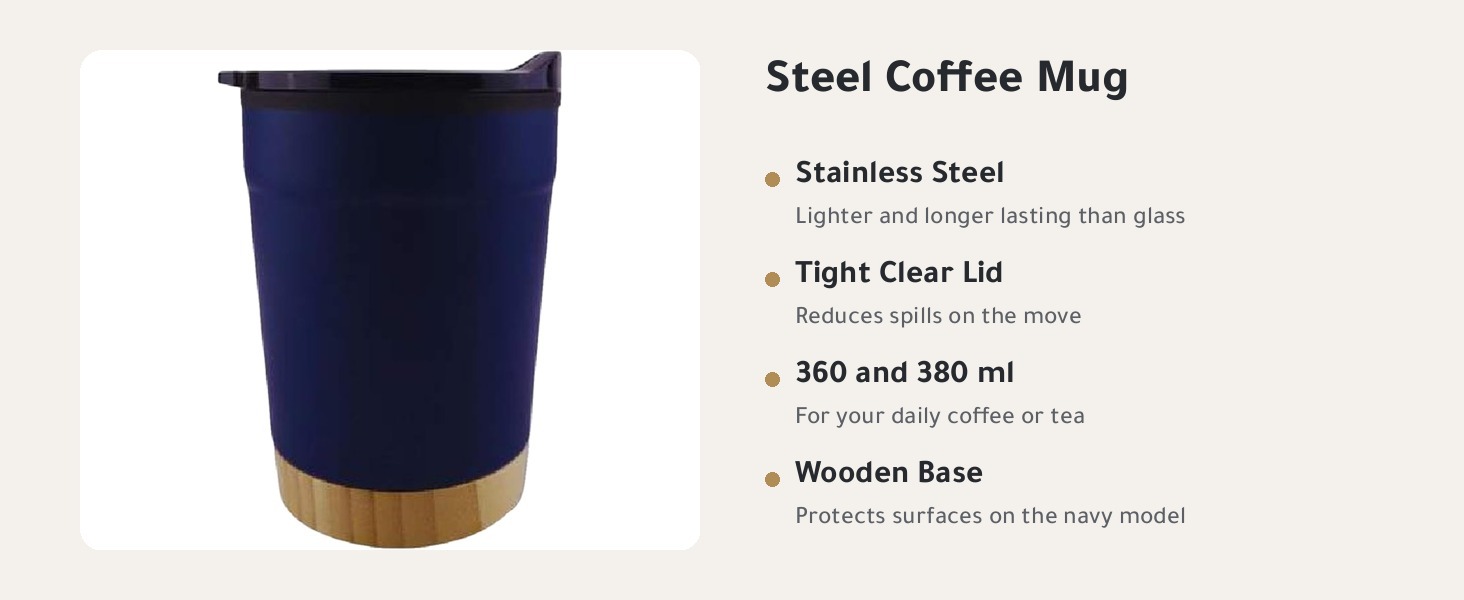 Steel Coffee Mug
Stainless Steel
Lighter and longer lasting than glass
Tight Clear Lid
Reduces spills on the move
360 and 380 ml
For your daily coffee or tea
Wooden Base
Protects surfaces on the navy model